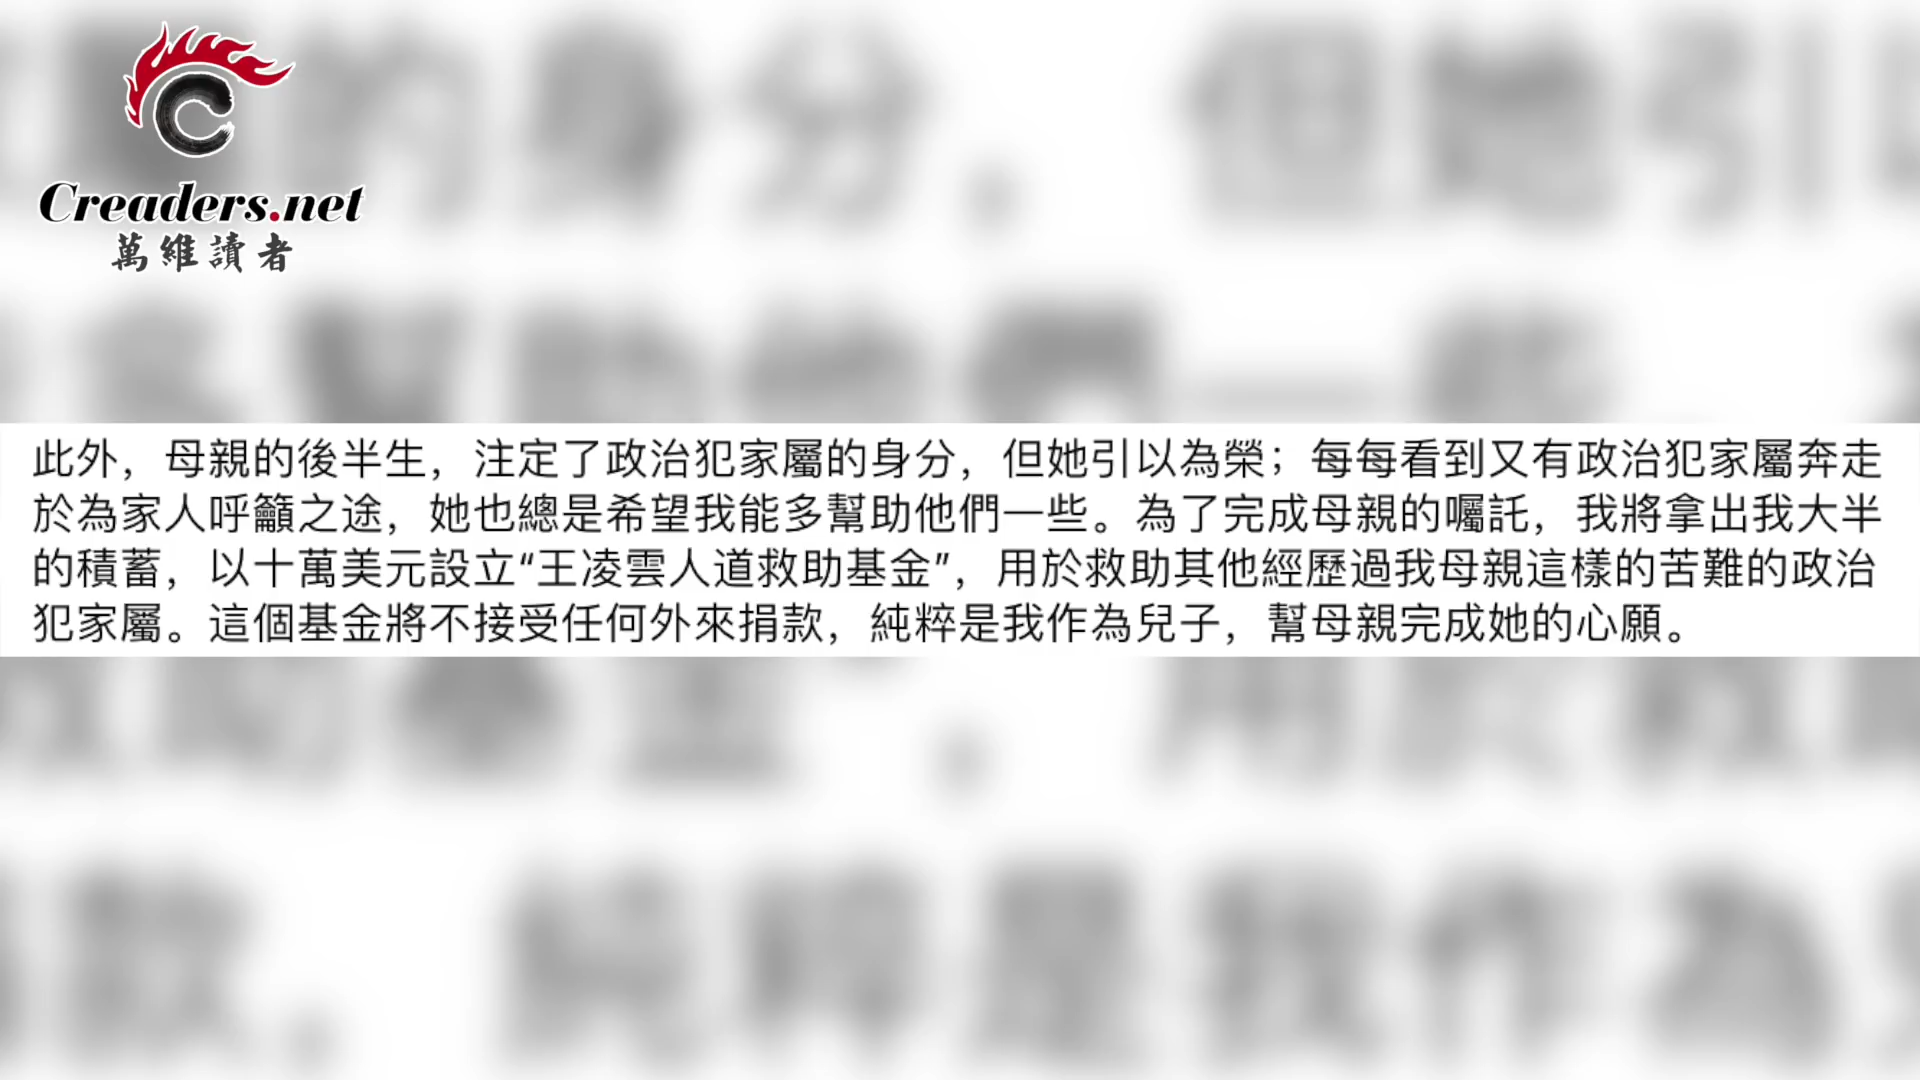 Creaders.net
萬維讀者
此外，母親的後半生，注定了政治犯家屬的身分，但她引以為榮；每每看到又有政治犯家屬奔走
於為家人呼籲之途，她也總是希望我能多幫助他們一些。為了完成母親的囑託，我將拿出我大半
的積蓄，以十萬美元設立“王凌雲人道救助基金”，用於救助其他經歷過我母親這樣的苦難的政治
犯家屬。這個基金將不接受任何外來捐款，純粹是我作為兒子，幫母親完成她的心願。